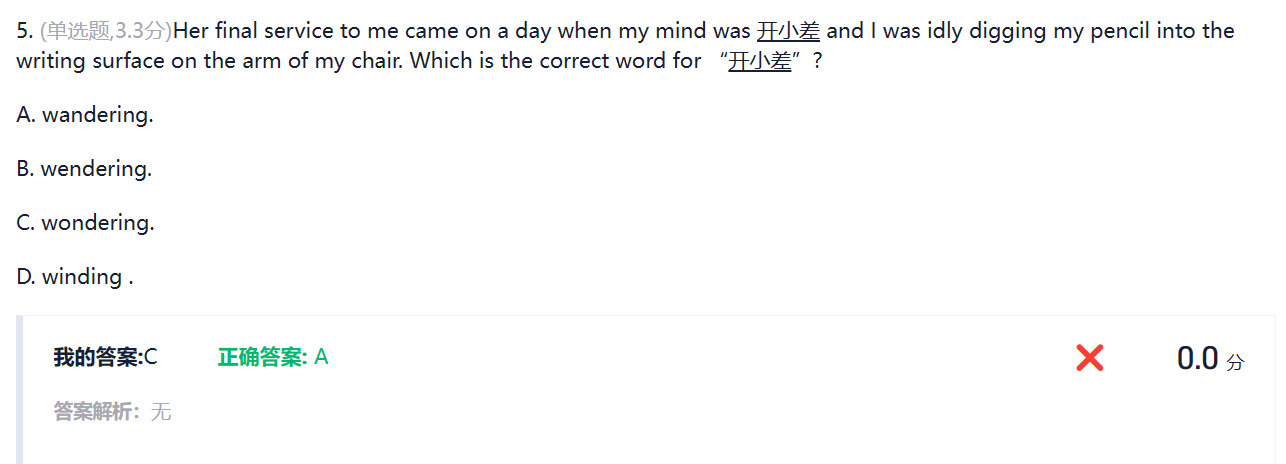 5. (单选题,3.3分)Her final service to me came on a day when my mind was 开小差 and I was idly digging my pencil into the
writing surface on the arm of my chair. Which is the correct word for “开小差”?
A. wandering.
B. wendering.
C. wondering.
D. winding .
我的答案:C 正确答案: A 0.0 分
答案解析: 无